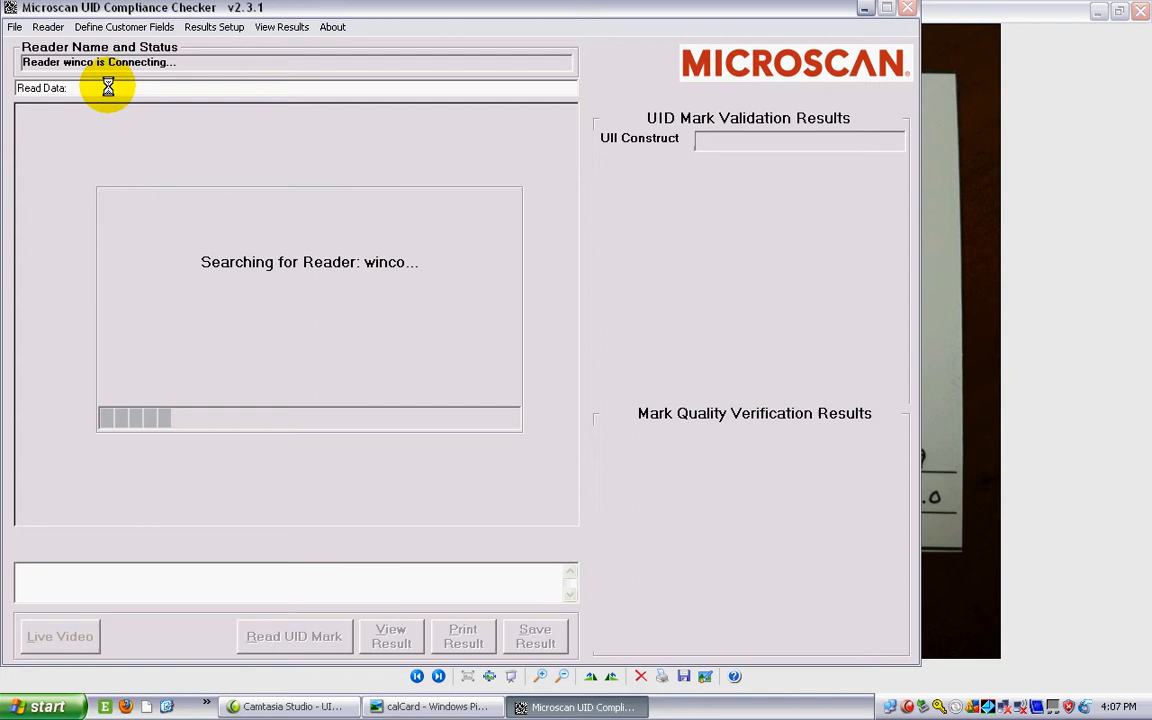 Microscan UID Compliance Checker v2.3.1
File Reader Define Customer Fields Results Setup View Results About
Reader Name and Status
Reader winco is Connecting...
Read Data:
MICROSCAN.
UID Mark Validation Results
UII Construct
Searching for Reader: winco...
Mark Quality Verification Results
.0
Live Video
Read UID Mark
View Result
Print Result
Save Result
start
Camtasia Studio - UI...
calCard - Windows Pi...
Microscan UID Compli...
4:07 PM